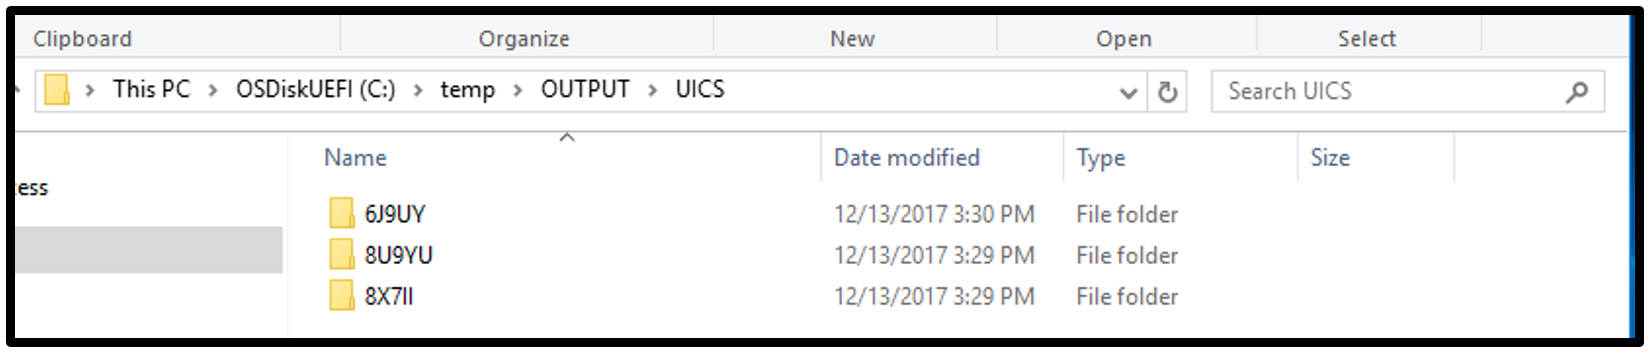 Clipboard Organize New Open Select
This PC OSDiskUEFI (C:) temp OUTPUT UICS Search UICS
Name Date modified Type Size
ess
6J9UY 12/13/2017 3:30 PM File folder
8U9YU 12/13/2017 3:29 PM File folder
8X7II 12/13/2017 3:29 PM File folder